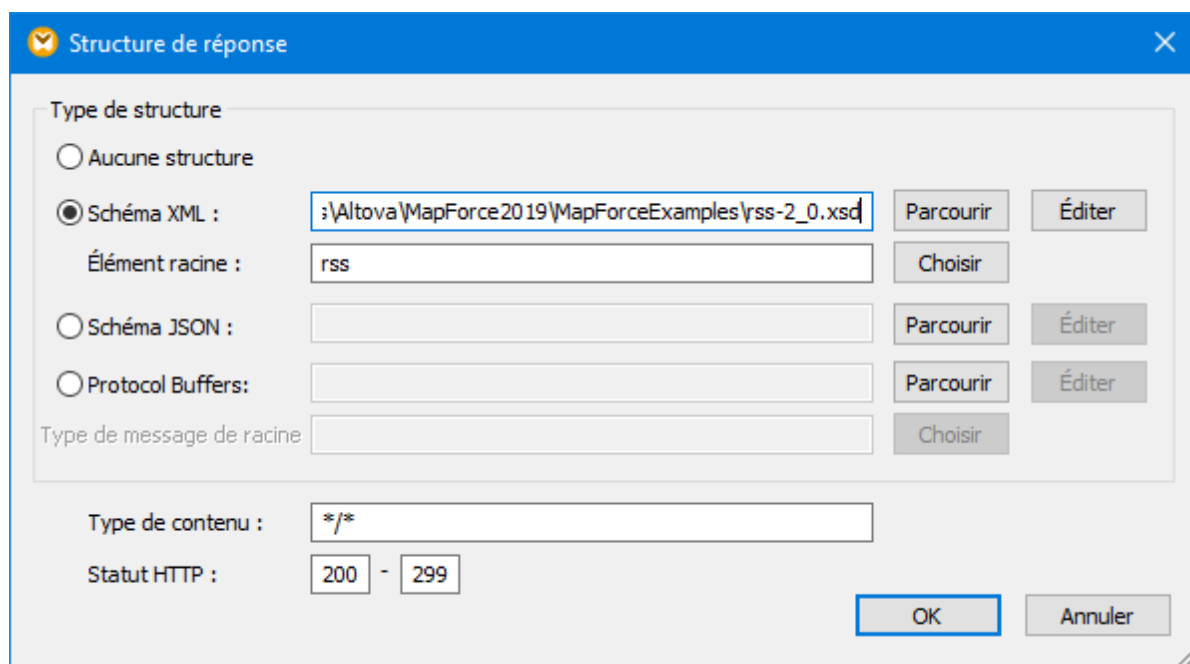 Structure de réponse
Type de structure
Aucune structure
Schéma XML : s\Altova\MapForce2019\MapForceExamples\rss-2_0.xsd Parcourir Éditer
Élément racine : rss Choisir
Schéma JSON : Parcourir Éditer
Protocol Buffers: Parcourir Éditer
Type de message de racine Choisir
Type de contenu : */*
Statut HTTP : 200 - 299
OK Annuler